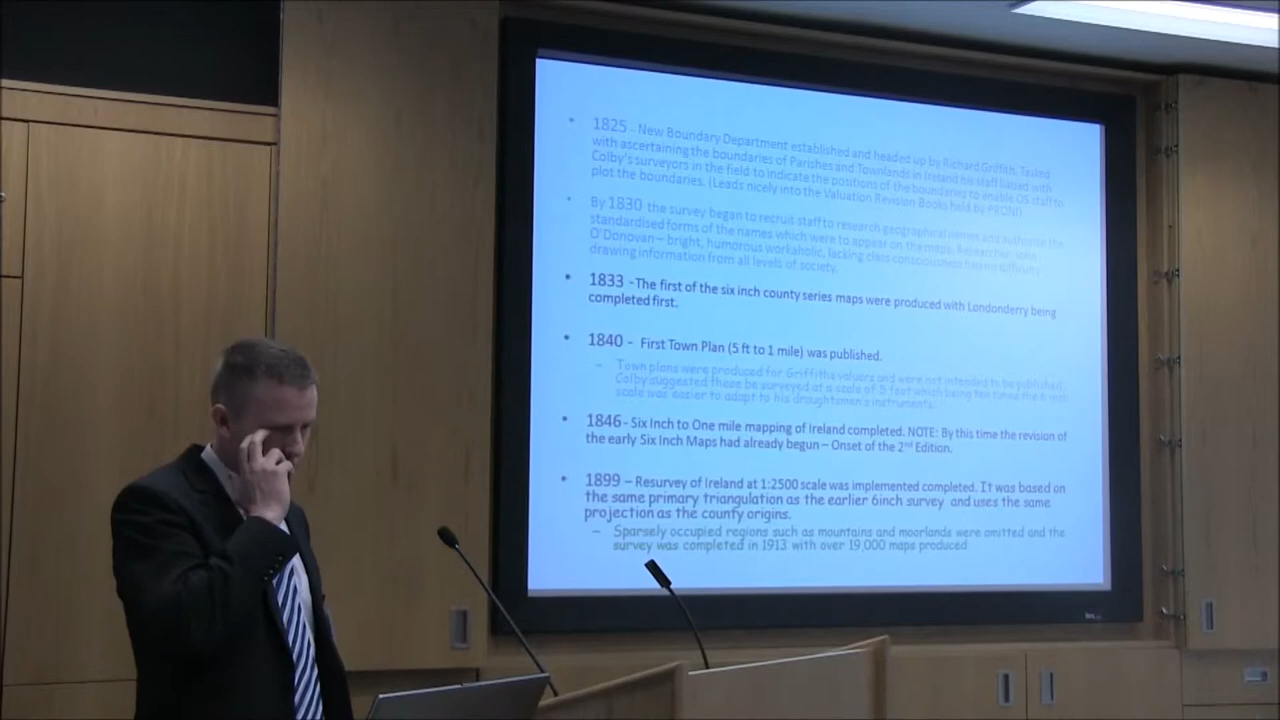 • 1825 - New Boundary Department established and headed up by Richard Griffith. Tasked
with ascertaining the boundaries of Parishes and Townlands in Ireland his staff liaised with
Colby's surveyors in the field to indicate the positions of the boundaries to enable OS staff to
plot the boundaries. (Leads nicely into the Valuation Revision Books held by PRONI)
• By 1830 the survey began to recruit staff to research geographical names and authorize the
standardised forms of the names which were to appear on the maps. Researcher: John
O'Donovan – bright, humorous workaholic, lacking class consciousness had no difficulty
drawing information from all levels of society.
• 1833 - The first of the six inch county series maps were produced with Londonderry being
completed first.
• 1840 - First Town Plan (5 ft to 1 mile) was published.
– Town plans were produced for Griffiths valuers and were not intended to be published.
Colby suggested these be surveyed at a scale of 5 feet which being ten times the 6 inch
scale was easier to adapt to his draughtsmen's instruments.
• 1846 - Six Inch to One mile mapping of Ireland completed. NOTE: By this time the revision of
the early Six Inch Maps had already begun – Onset of the 2nd Edition.
• 1899 – Resurvey of Ireland at 1:2500 scale was implemented completed. It was based on
the same primary triangulation as the earlier 6inch survey and uses the same
projection as the county origins.
– Sparsely occupied regions such as mountains and moorlands were omitted and the
survey was completed in 1913 with over 19,000 maps produced